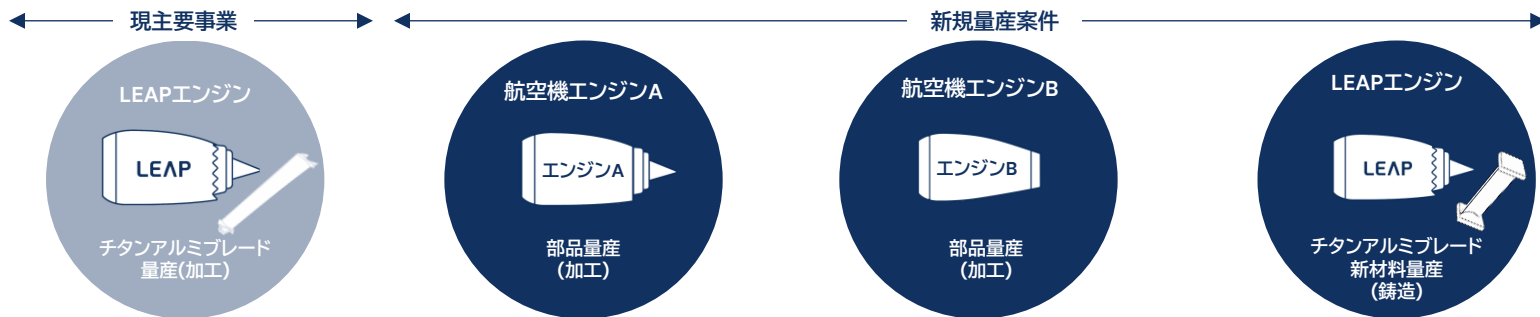 現主要事業
新規量産案件
LEAPエンジン
LEAP
チタンアルミブレード
量産(加工)
航空機エンジンA
エンジンA
部品量産
(加工)
航空機エンジンB
エンジンB
部品量産
(加工)
LEAPエンジン
LEAP
チタンアルミブレード
新材料量産
(鋳造)